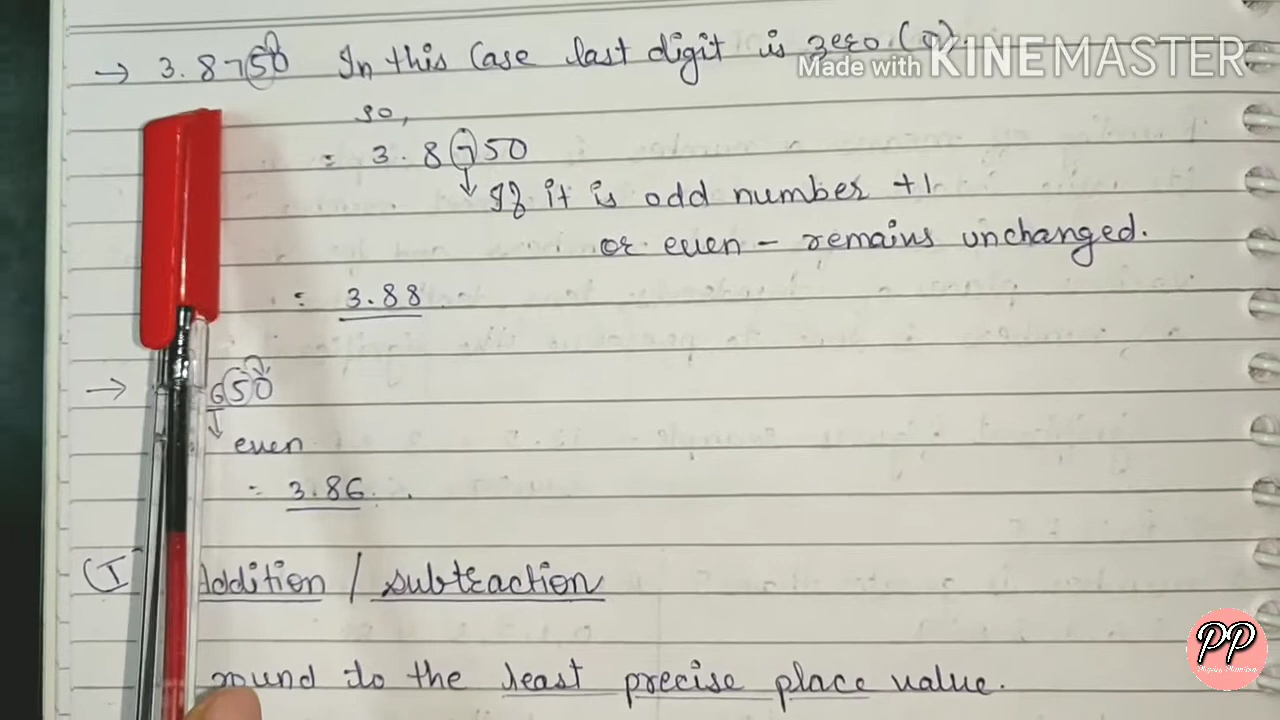 → 3.8750 In this Case last digit is zero (0).
Made with KINEMASTER
so,
= 3.8750
↓ If it is odd number +1
or even - remains unchanged.
= 3.88
→ 650
↓ even
= 3.86.
(I) Addition / subtraction
round to the least precise place value.
PP